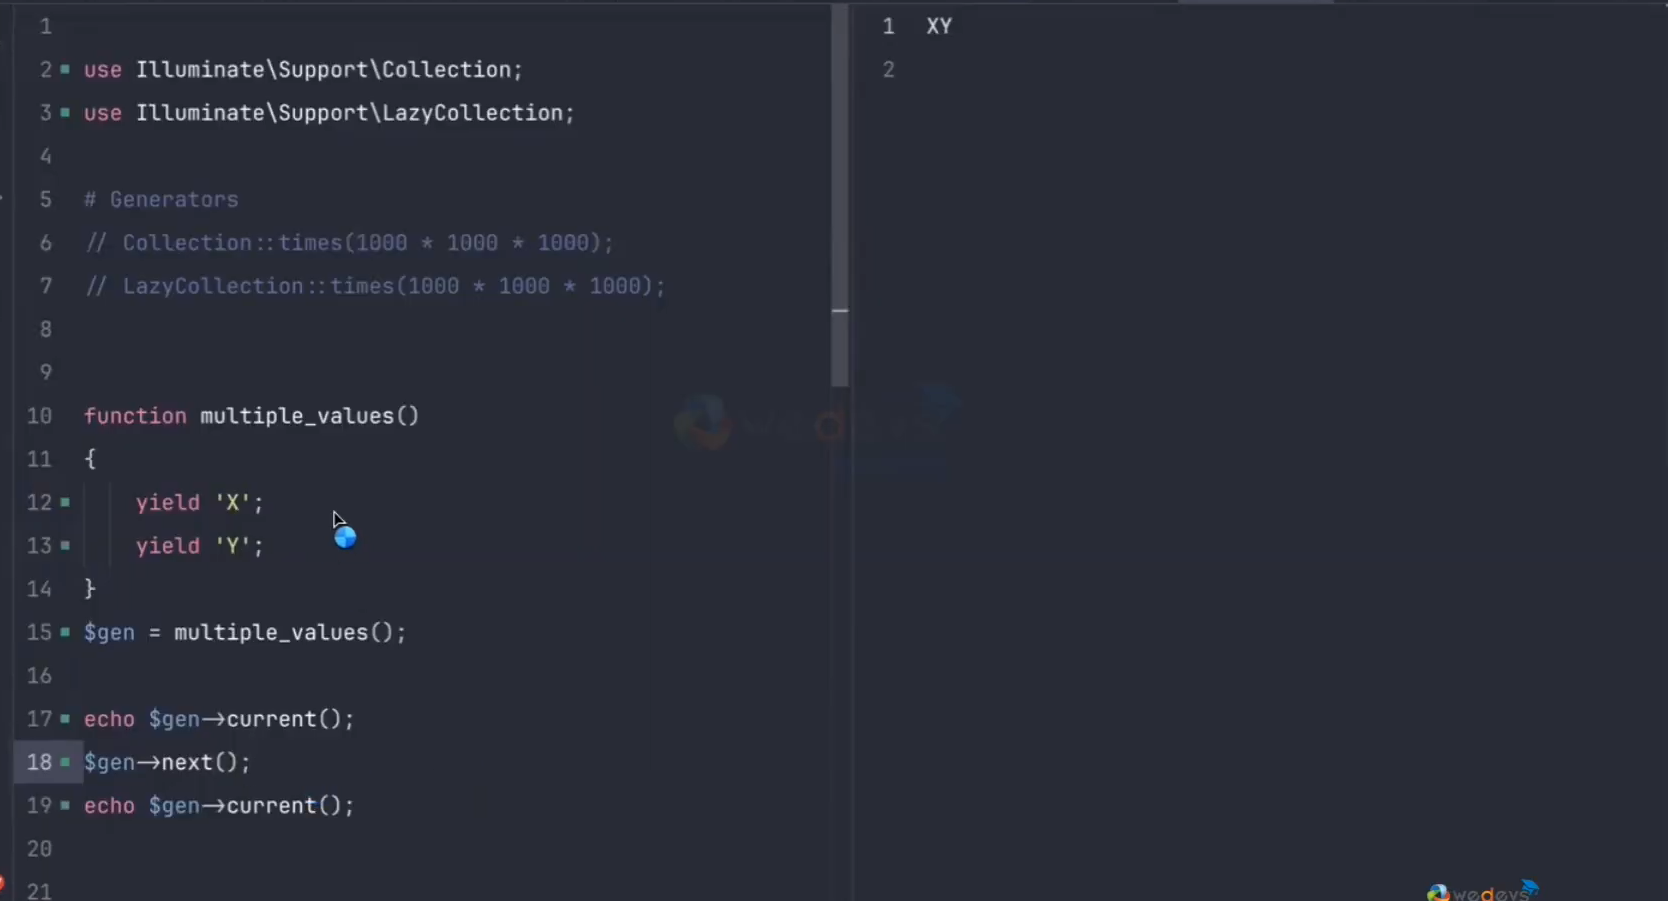 1
2 use Illuminate\Support\Collection;
3 use Illuminate\Support\LazyCollection;
4
5 # Generators
6 // Collection::times(1000 * 1000 * 1000);
7 // LazyCollection::times(1000 * 1000 * 1000);
8
9
10 function multiple_values()
11 {
12 yield 'X';
13 yield 'Y';
14 }
15 $gen = multiple_values();
16
17 echo $gen->current();
18 $gen->next();
19 echo $gen->current();
20
21
1 XY
2
wedevs
wedevs